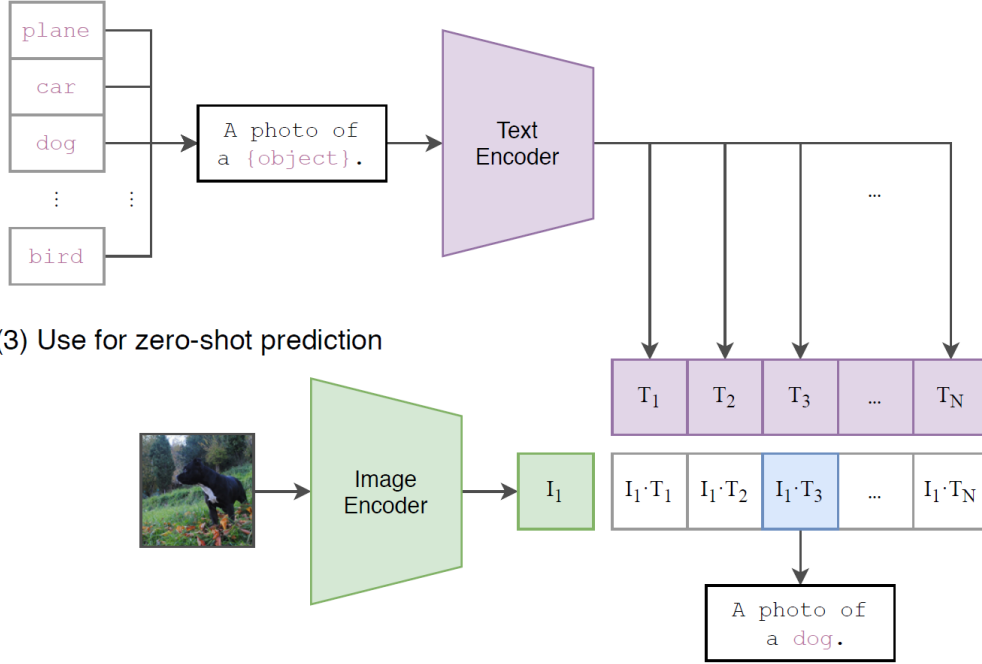 plane
car
dog
⋮ ⋮
bird
A photo of
a {object}.
Text
Encoder
...
(3) Use for zero-shot prediction
T1 T2 T3 ... TN
Image
Encoder
I1
I1·T1 I1·T2 I1·T3 ... I1·TN
A photo of
a dog.